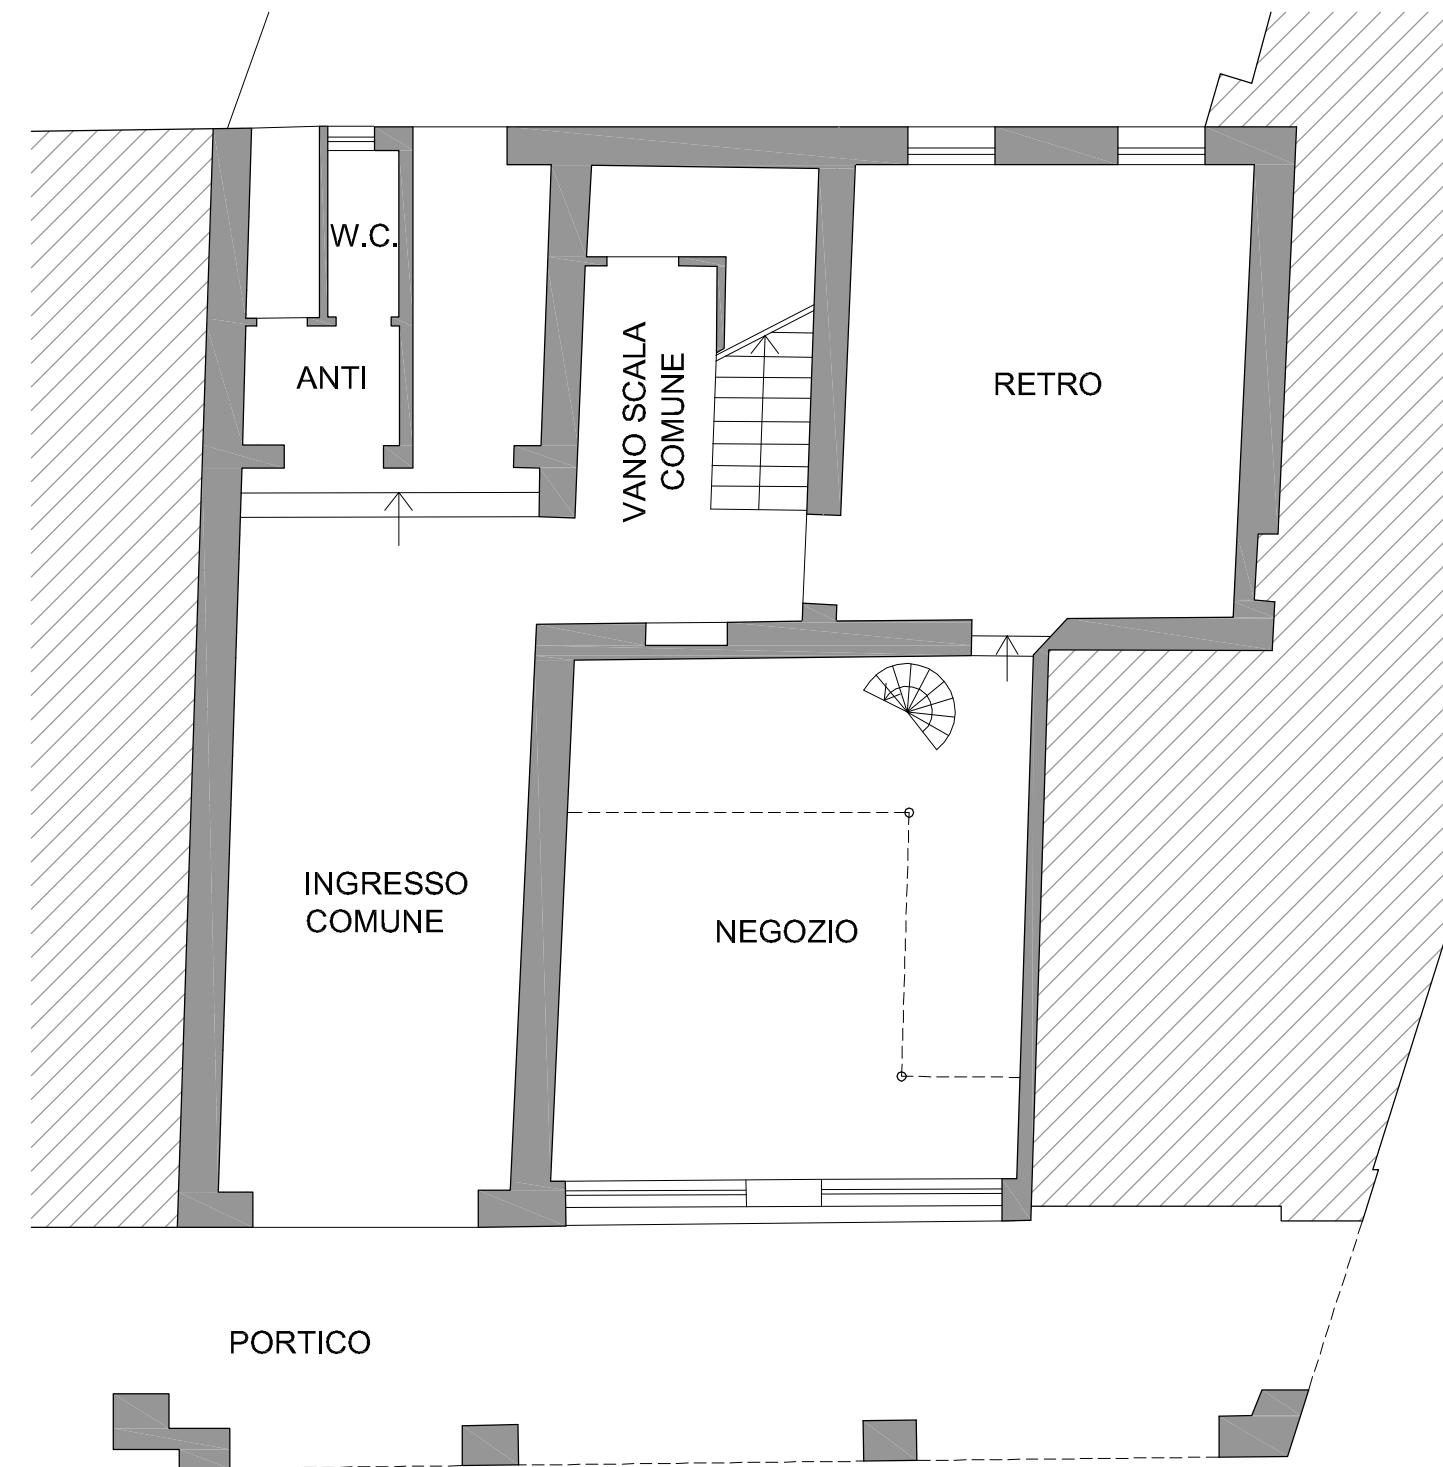 W.C.
ANTI
VANO SCALA
COMUNE
RETRO
INGRESSO
COMUNE
NEGOZIO
PORTICO